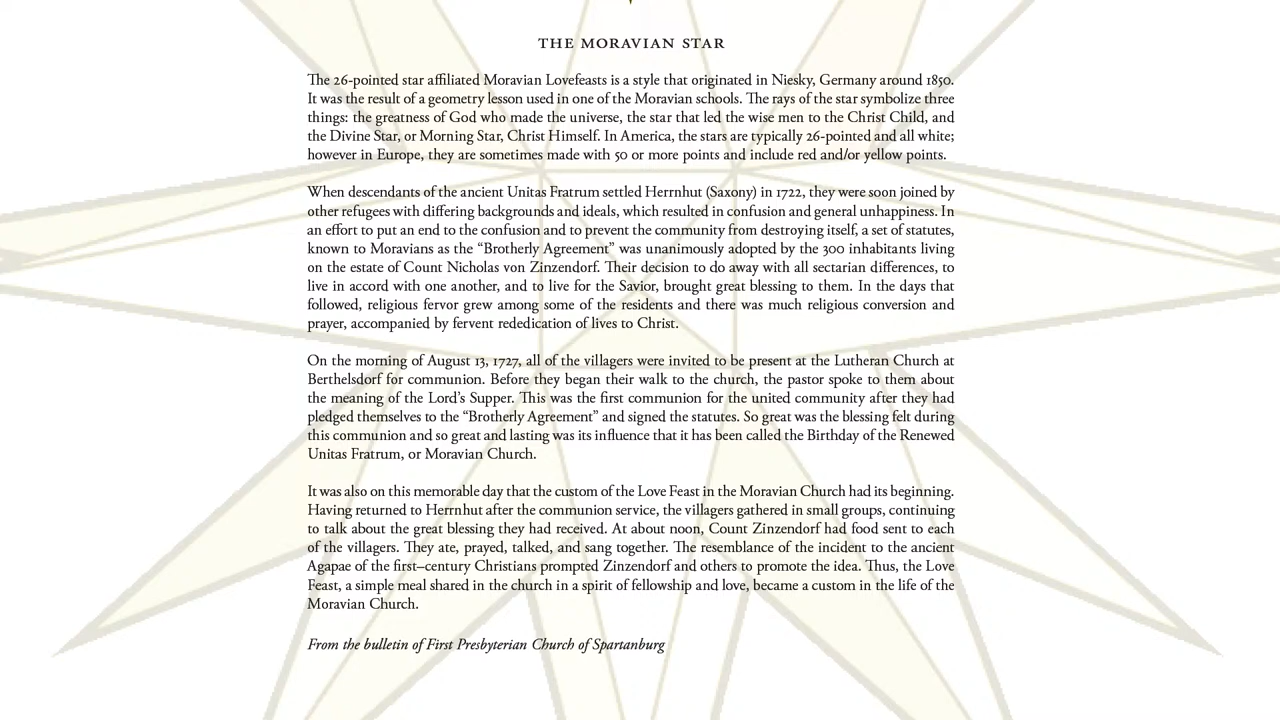 THE MORAVIAN STAR
The 26-pointed star affiliated Moravian Lovefeasts is a style that originated in Niesky, Germany around 1850.
It was the result of a geometry lesson used in one of the Moravian schools. The rays of the star symbolize three
things: the greatness of God who made the universe, the star that led the wise men to the Christ Child, and
the Divine Star, or Morning Star, Christ Himself. In America, the stars are typically 26-pointed and all white;
however in Europe, they are sometimes made with 50 or more points and include red and/or yellow points.
When descendants of the ancient Unitas Fratrum settled Herrnhut (Saxony) in 1722, they were soon joined by
other refugees with differing backgrounds and ideals, which resulted in confusion and general unhappiness. In
an effort to put an end to the confusion and to prevent the community from destroying itself, a set of statutes,
known to Moravians as the “Brotherly Agreement” was unanimously adopted by the 300 inhabitants living
on the estate of Count Nicholas von Zinzendorf. Their decision to do away with all sectarian differences, to
live in accord with one another, and to live for the Savior, brought great blessing to them. In the days that
followed, religious fervor grew among some of the residents and there was much religious conversion and
prayer, accompanied by fervent rededication of lives to Christ.
On the morning of August 13, 1727, all of the villagers were invited to be present at the Lutheran Church at
Berthelsdorf for communion. Before they began their walk to the church, the pastor spoke to them about
the meaning of the Lord’s Supper. This was the first communion for the united community after they had
pledged themselves to the “Brotherly Agreement” and signed the statutes. So great was the blessing felt during
this communion and so great and lasting was its influence that it has been called the Birthday of the Renewed
Unitas Fratrum, or Moravian Church.
It was also on this memorable day that the custom of the Love Feast in the Moravian Church had its beginning.
Having returned to Herrnhut after the communion service, the villagers gathered in small groups, continuing
to talk about the great blessing they had received. At about noon, Count Zinzendorf had food sent to each
of the villagers. They ate, prayed, talked, and sang together. The resemblance of the incident to the ancient
Agapae of the first–century Christians prompted Zinzendorf and others to promote the idea. Thus, the Love
Feast, a simple meal shared in the church in a spirit of fellowship and love, became a custom in the life of the
Moravian Church.
From the bulletin of First Presbyterian Church of Spartanburg